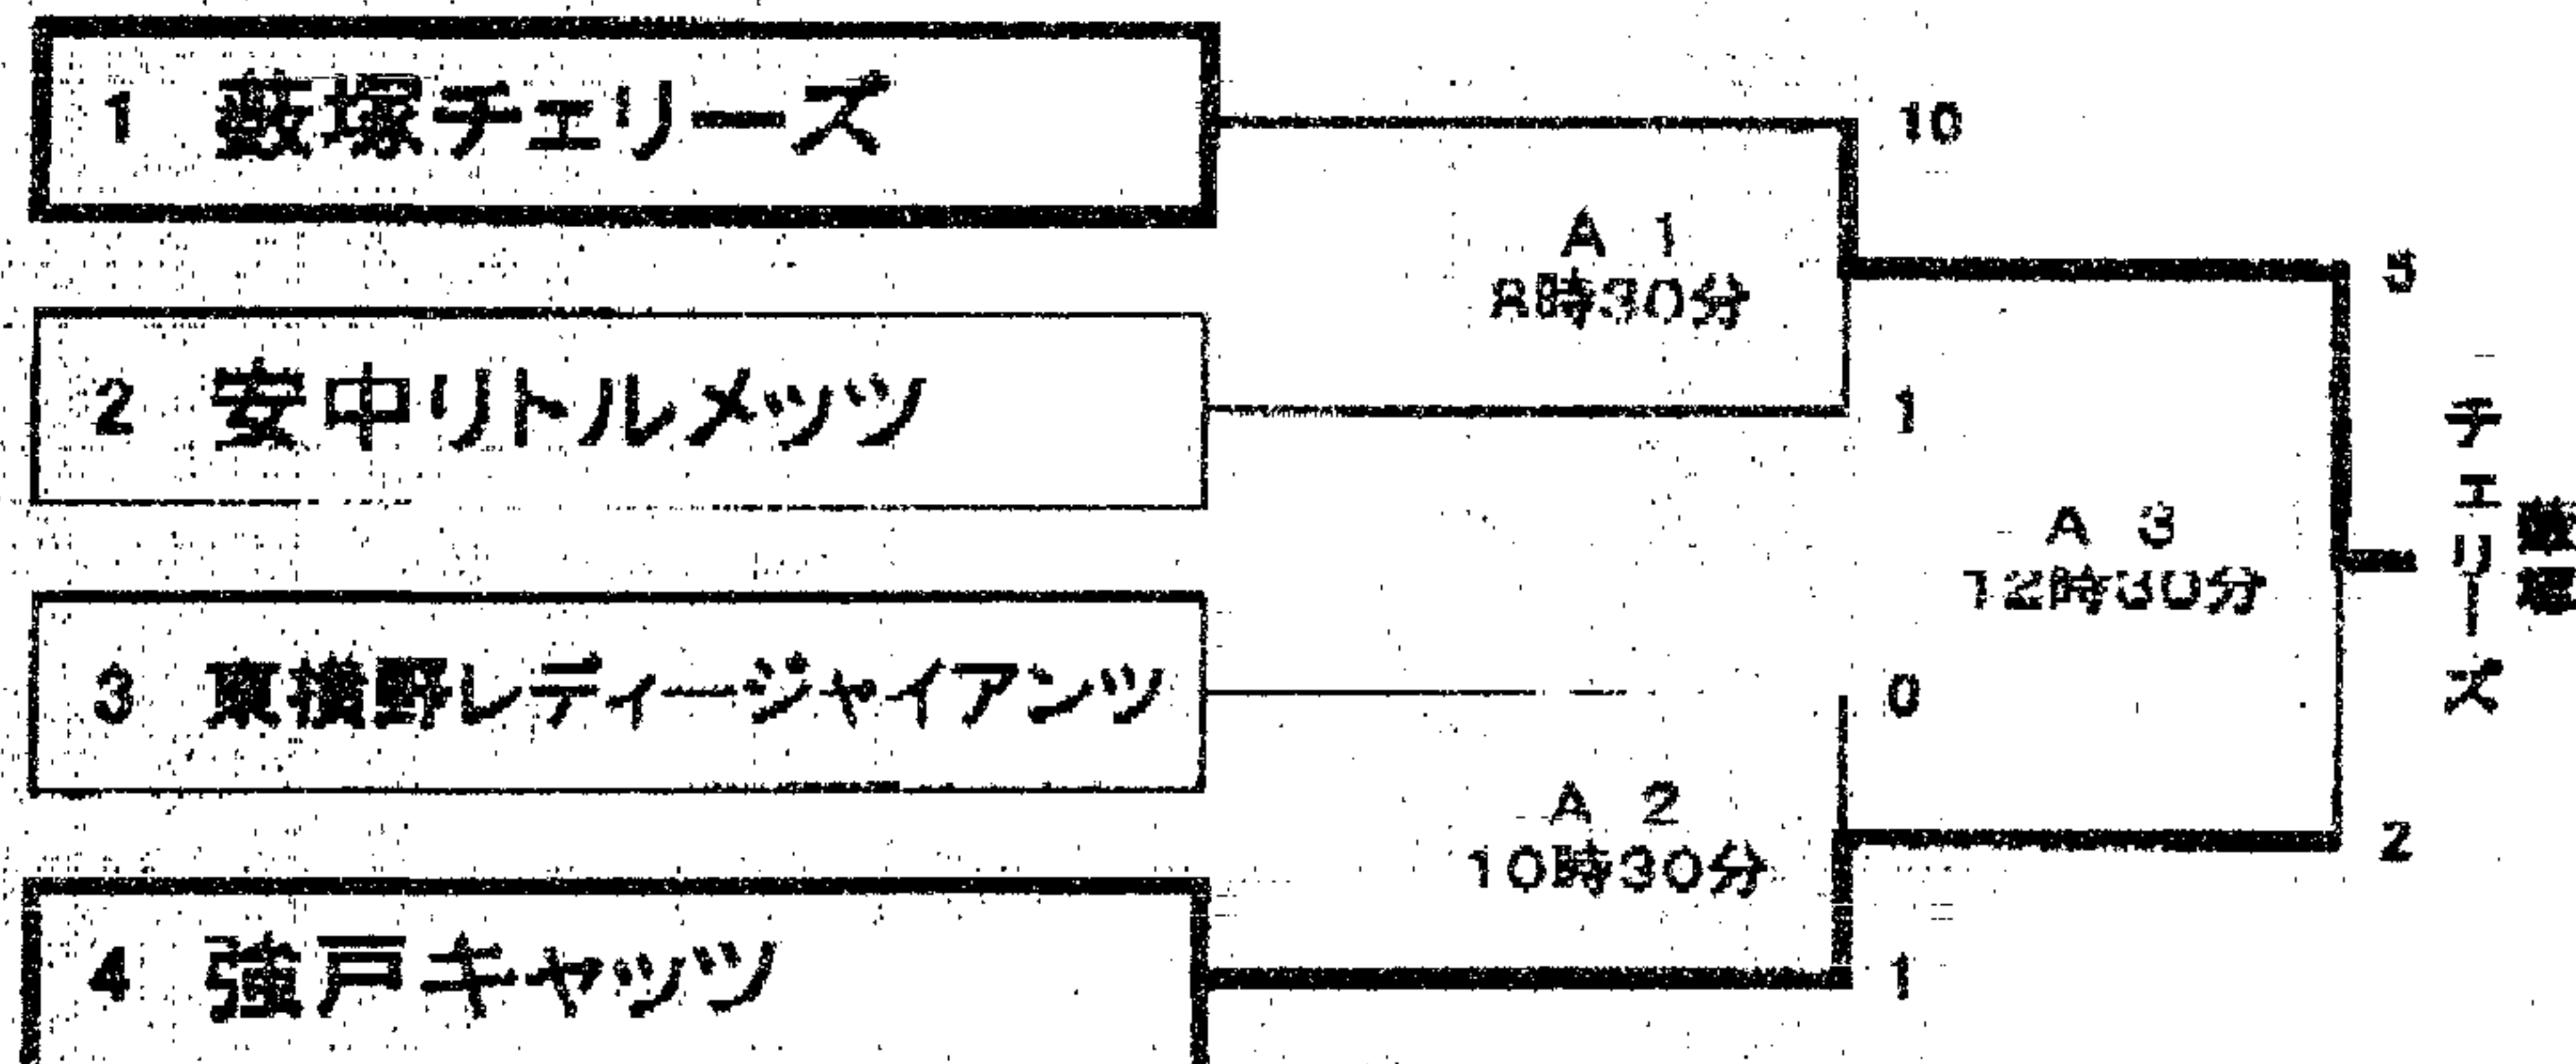 1 藪塚チェリーズ
10
A 1
8時30分
5
2 安中リトルメッツ
1
A 3
12時30分
藪塚
チェリーズ
3 東横野レディージャイアンツ
0
A 2
10時30分
2
4 強戸キャッツ
1